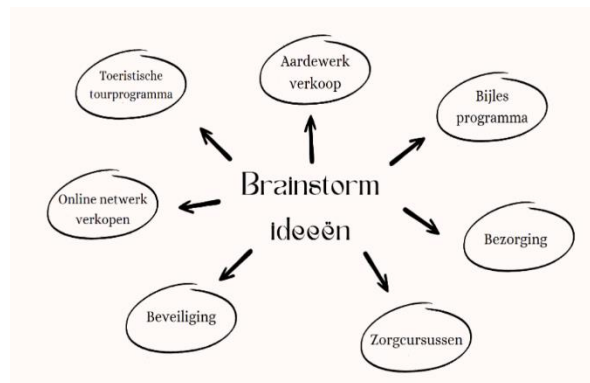 Aardewerk
verkoop
Toeristische
tourprogramma
Bijles
programma
Brainstorm
ideeën
Online netwerk
verkopen
Bezorging
Beveiliging
Zorgcursussen